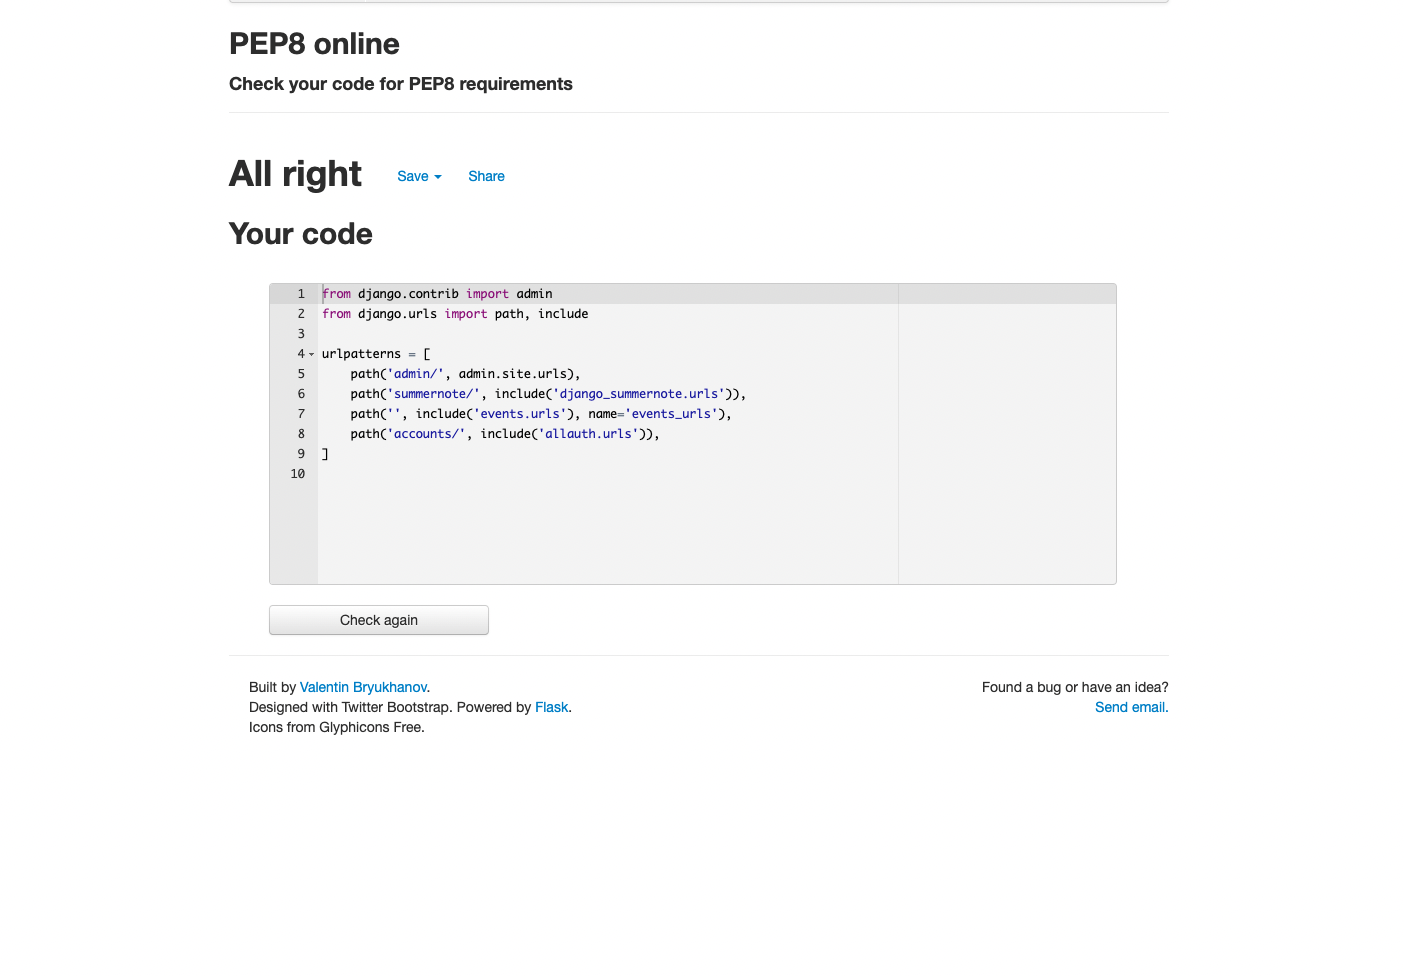 PEP8 online
Check your code for PEP8 requirements
All right Save Share
Your code
1 from django.contrib import admin
2 from django.urls import path, include
3
4 urlpatterns = [
5     path('admin/', admin.site.urls),
6     path('summernote/', include('django_summernote.urls')),
7     path('', include('events.urls'), name='events_urls'),
8     path('accounts/', include('allauth.urls')),
9 ]
10
Check again
Built by Valentin Bryukhanov. Found a bug or have an idea?
Designed with Twitter Bootstrap. Powered by Flask. Send email.
Icons from Glyphicons Free.